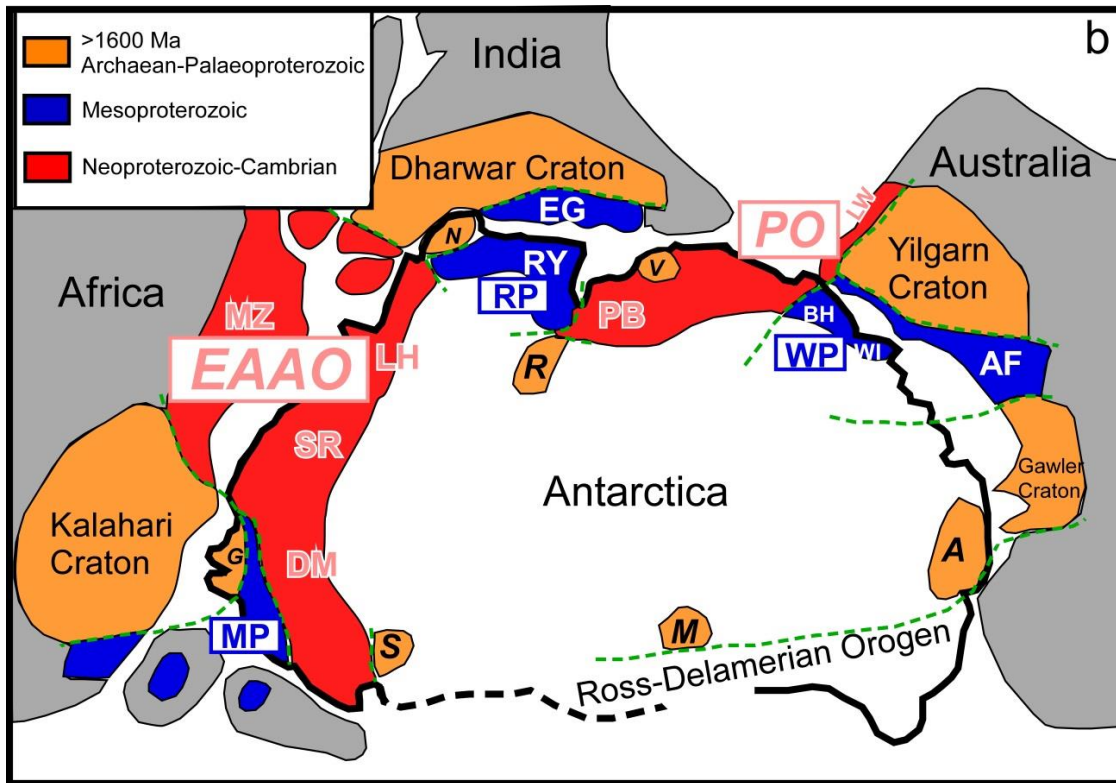 b
>1600 Ma
Archaean-Palaeoproterozoic
Mesoproterozoic
Neoproterozoic-Cambrian
India
Australia
Africa
Dharwar Craton
EG
N
RY
RP
PO
LW
Yilgarn
Craton
V
PB
BH
WP
WI
AF
MZ
EAAO
LH
R
SR
Antarctica
Gawler
Craton
Kalahari
Craton
G
DM
A
MP
S
M
Ross-Delamerian Orogen